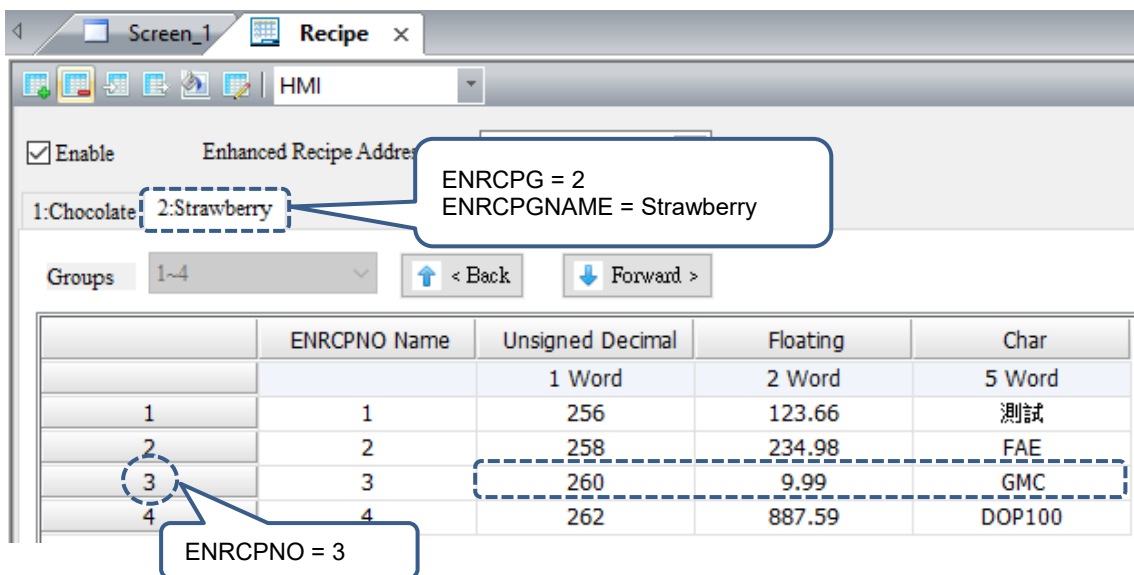 Screen_1
Recipe ×
HMI
Enable Enhanced Recipe Addre
ENRCPG = 2
ENRCPGNAME = Strawberry
1:Chocolate 2:Strawberry
Groups 1~4 < Back Forward >
ENRCPNO Name Unsigned Decimal Floating Char
1 Word 2 Word 5 Word
1 1 256 123.66 測試
2 2 258 234.98 FAE
3 3 260 9.99 GMC
4 4 262 887.59 DOP100
ENRCPNO = 3